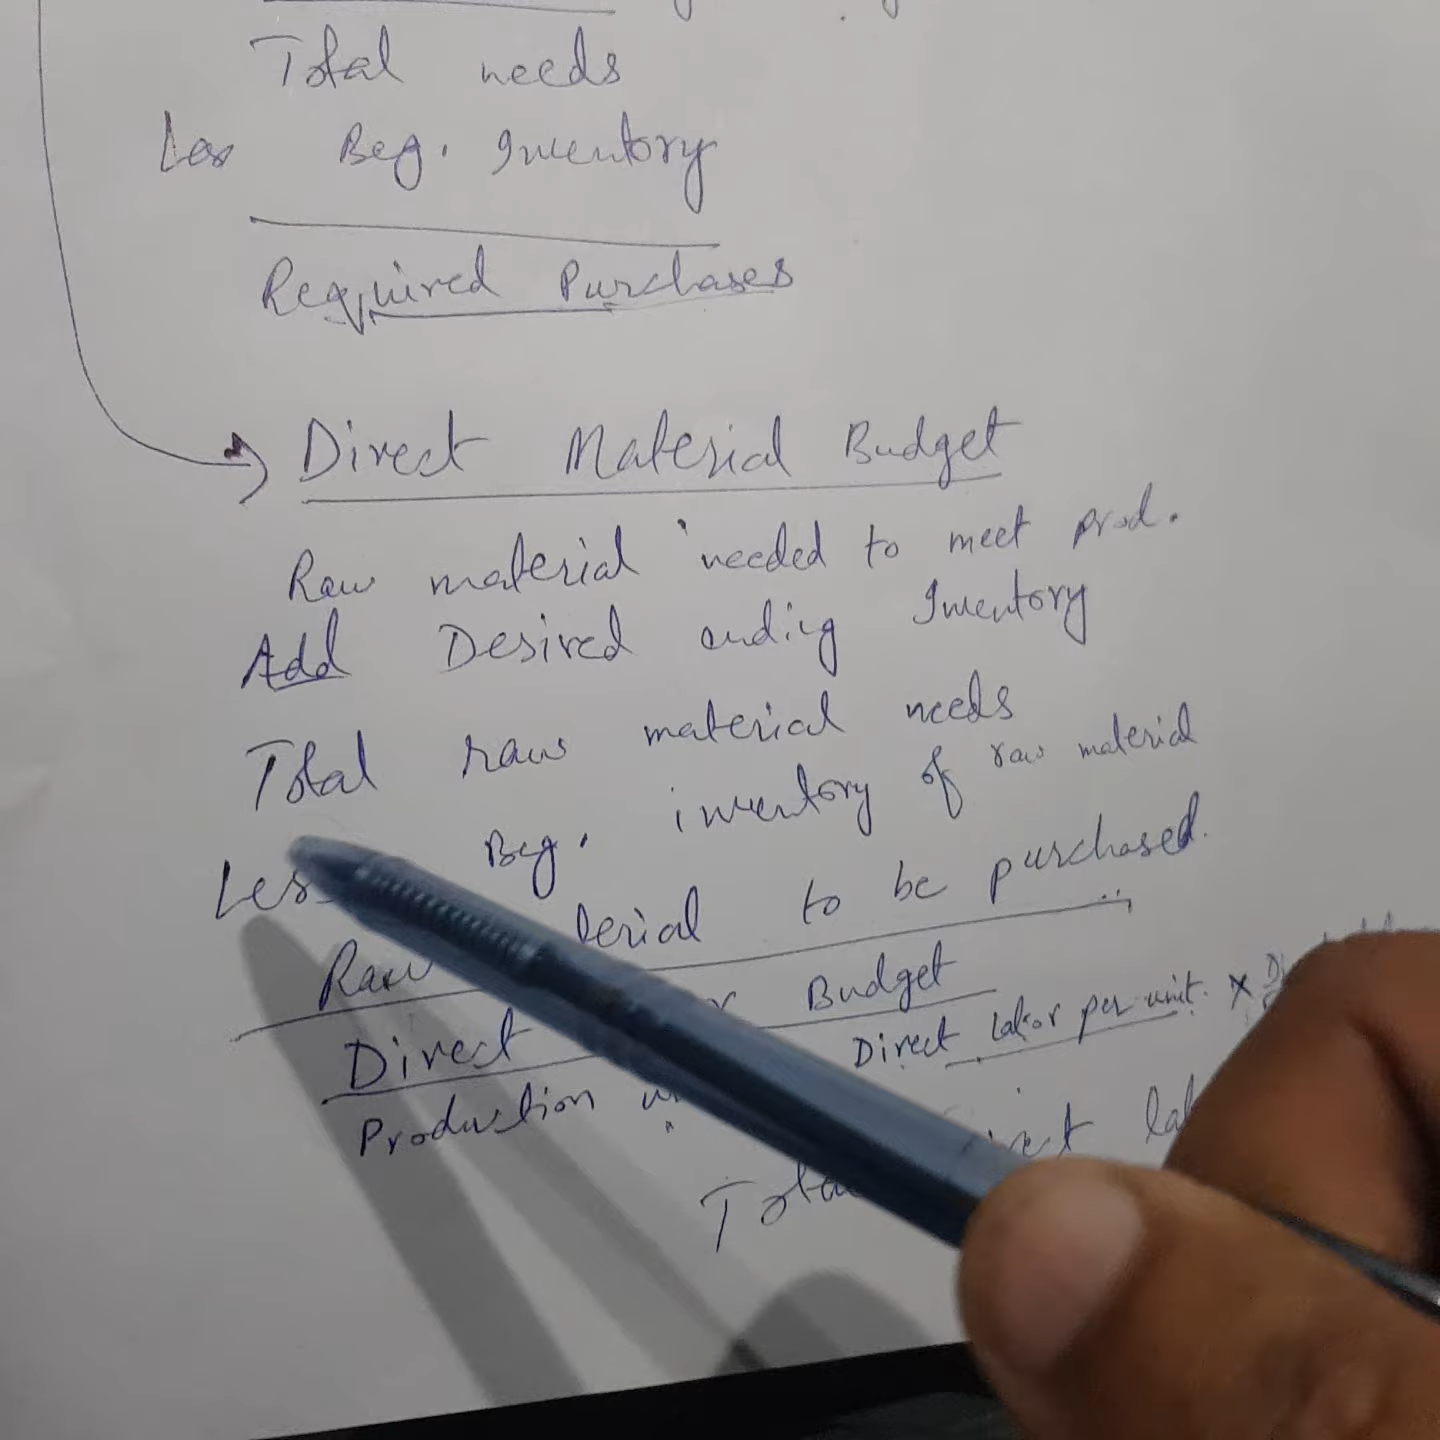 Total needs
Less Beg. Inventory
Required Purchases
Direct Material Budget
Raw material needed to meet prod.
Add Desired ending Inventory
Total raw material needs
Less Beg. inventory of raw material
Raw to be purchased.
Direct Budget
Production Direct labor per unit. x
Total